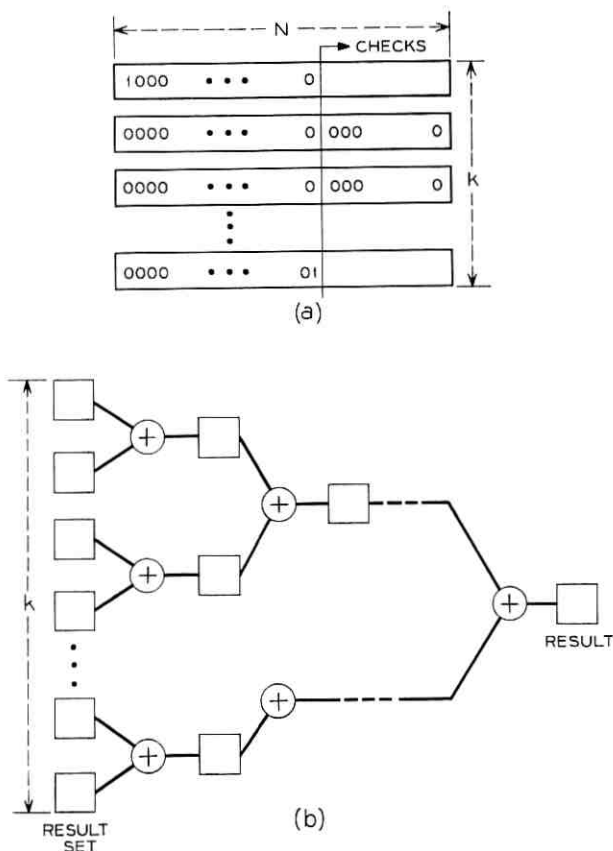 N
CHECKS
1000 • • • 0
0000 • • • 0 000 0
0000 • • • 0 000 0
0000 • • • 01
k
(a)
+
+
+
+
k
+
RESULT
+
+
RESULT
SET
(b)